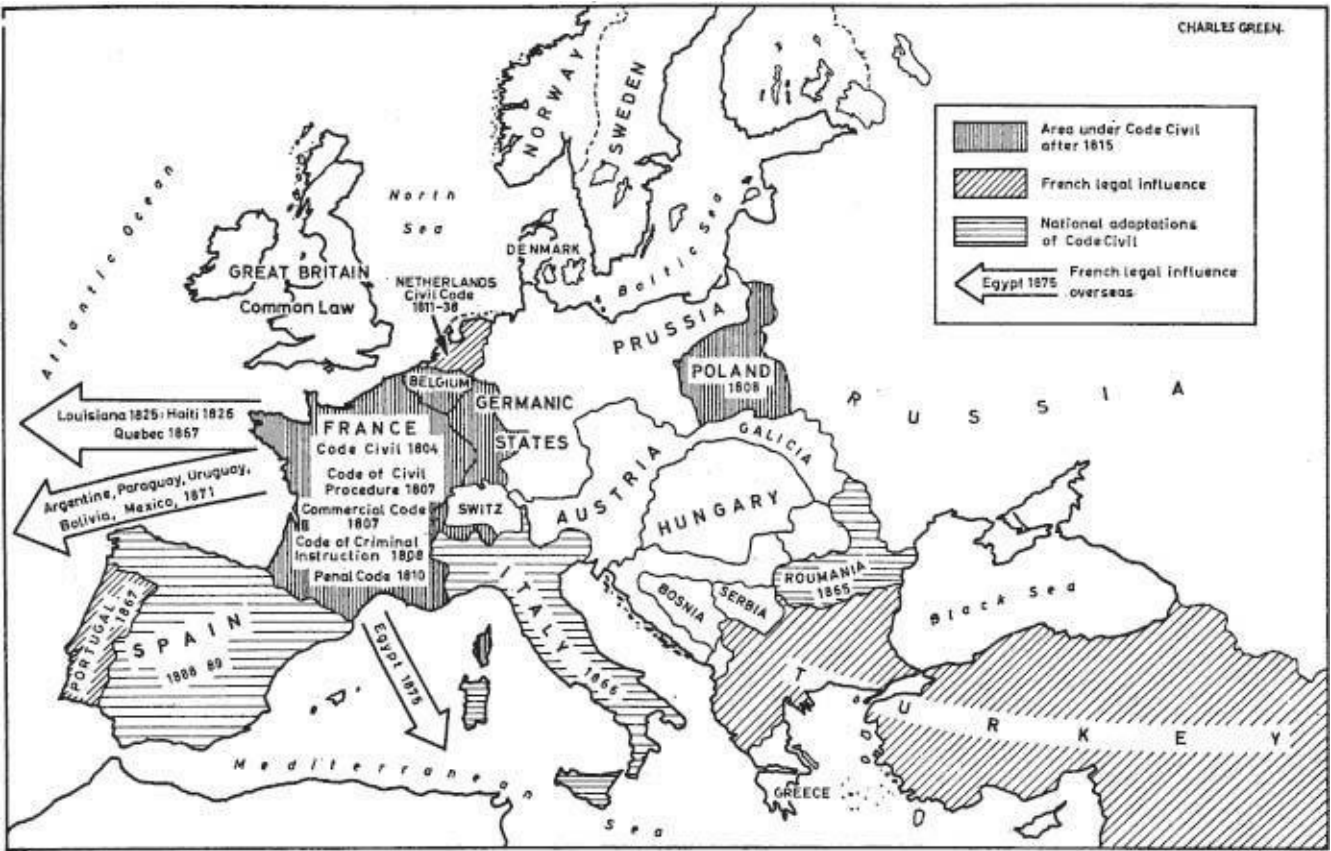 CHARLES GREEN.
NORWAY
SWEDEN
Area under Code Civil
after 1815
French legal influence
National adaptations
of Code Civil
Egypt 1875
French legal influence
overseas
Atlantic Ocean
North
Sea
Baltic Sea
DENMARK
GREAT BRITAIN
Common Law
NETHERLANDS
Civil Code
1811-38
PRUSSIA
POLAND
1808
RUSSIA
BELGIUM
GERMANIC
STATES
Louisiana 1825: Haiti 1826
Quebec 1867
FRANCE
Code Civil 1804
Code of Civil
Procedure 1807
Commercial Code
1807
Code of Criminal
Instruction 1808
Penal Code 1810
Argentine, Paraguay, Uruguay,
Bolivia, Mexico, 1871
SWITZ
AUSTRIA
GALICIA
HUNGARY
ROUMANIA
1865
BOSNIA
SERBIA
Black Sea
PORTUGAL
1867
SPAIN
1888 89
Egypt 1875
ITALY
1866
TURKEY
GREECE
Mediterranean
Sea